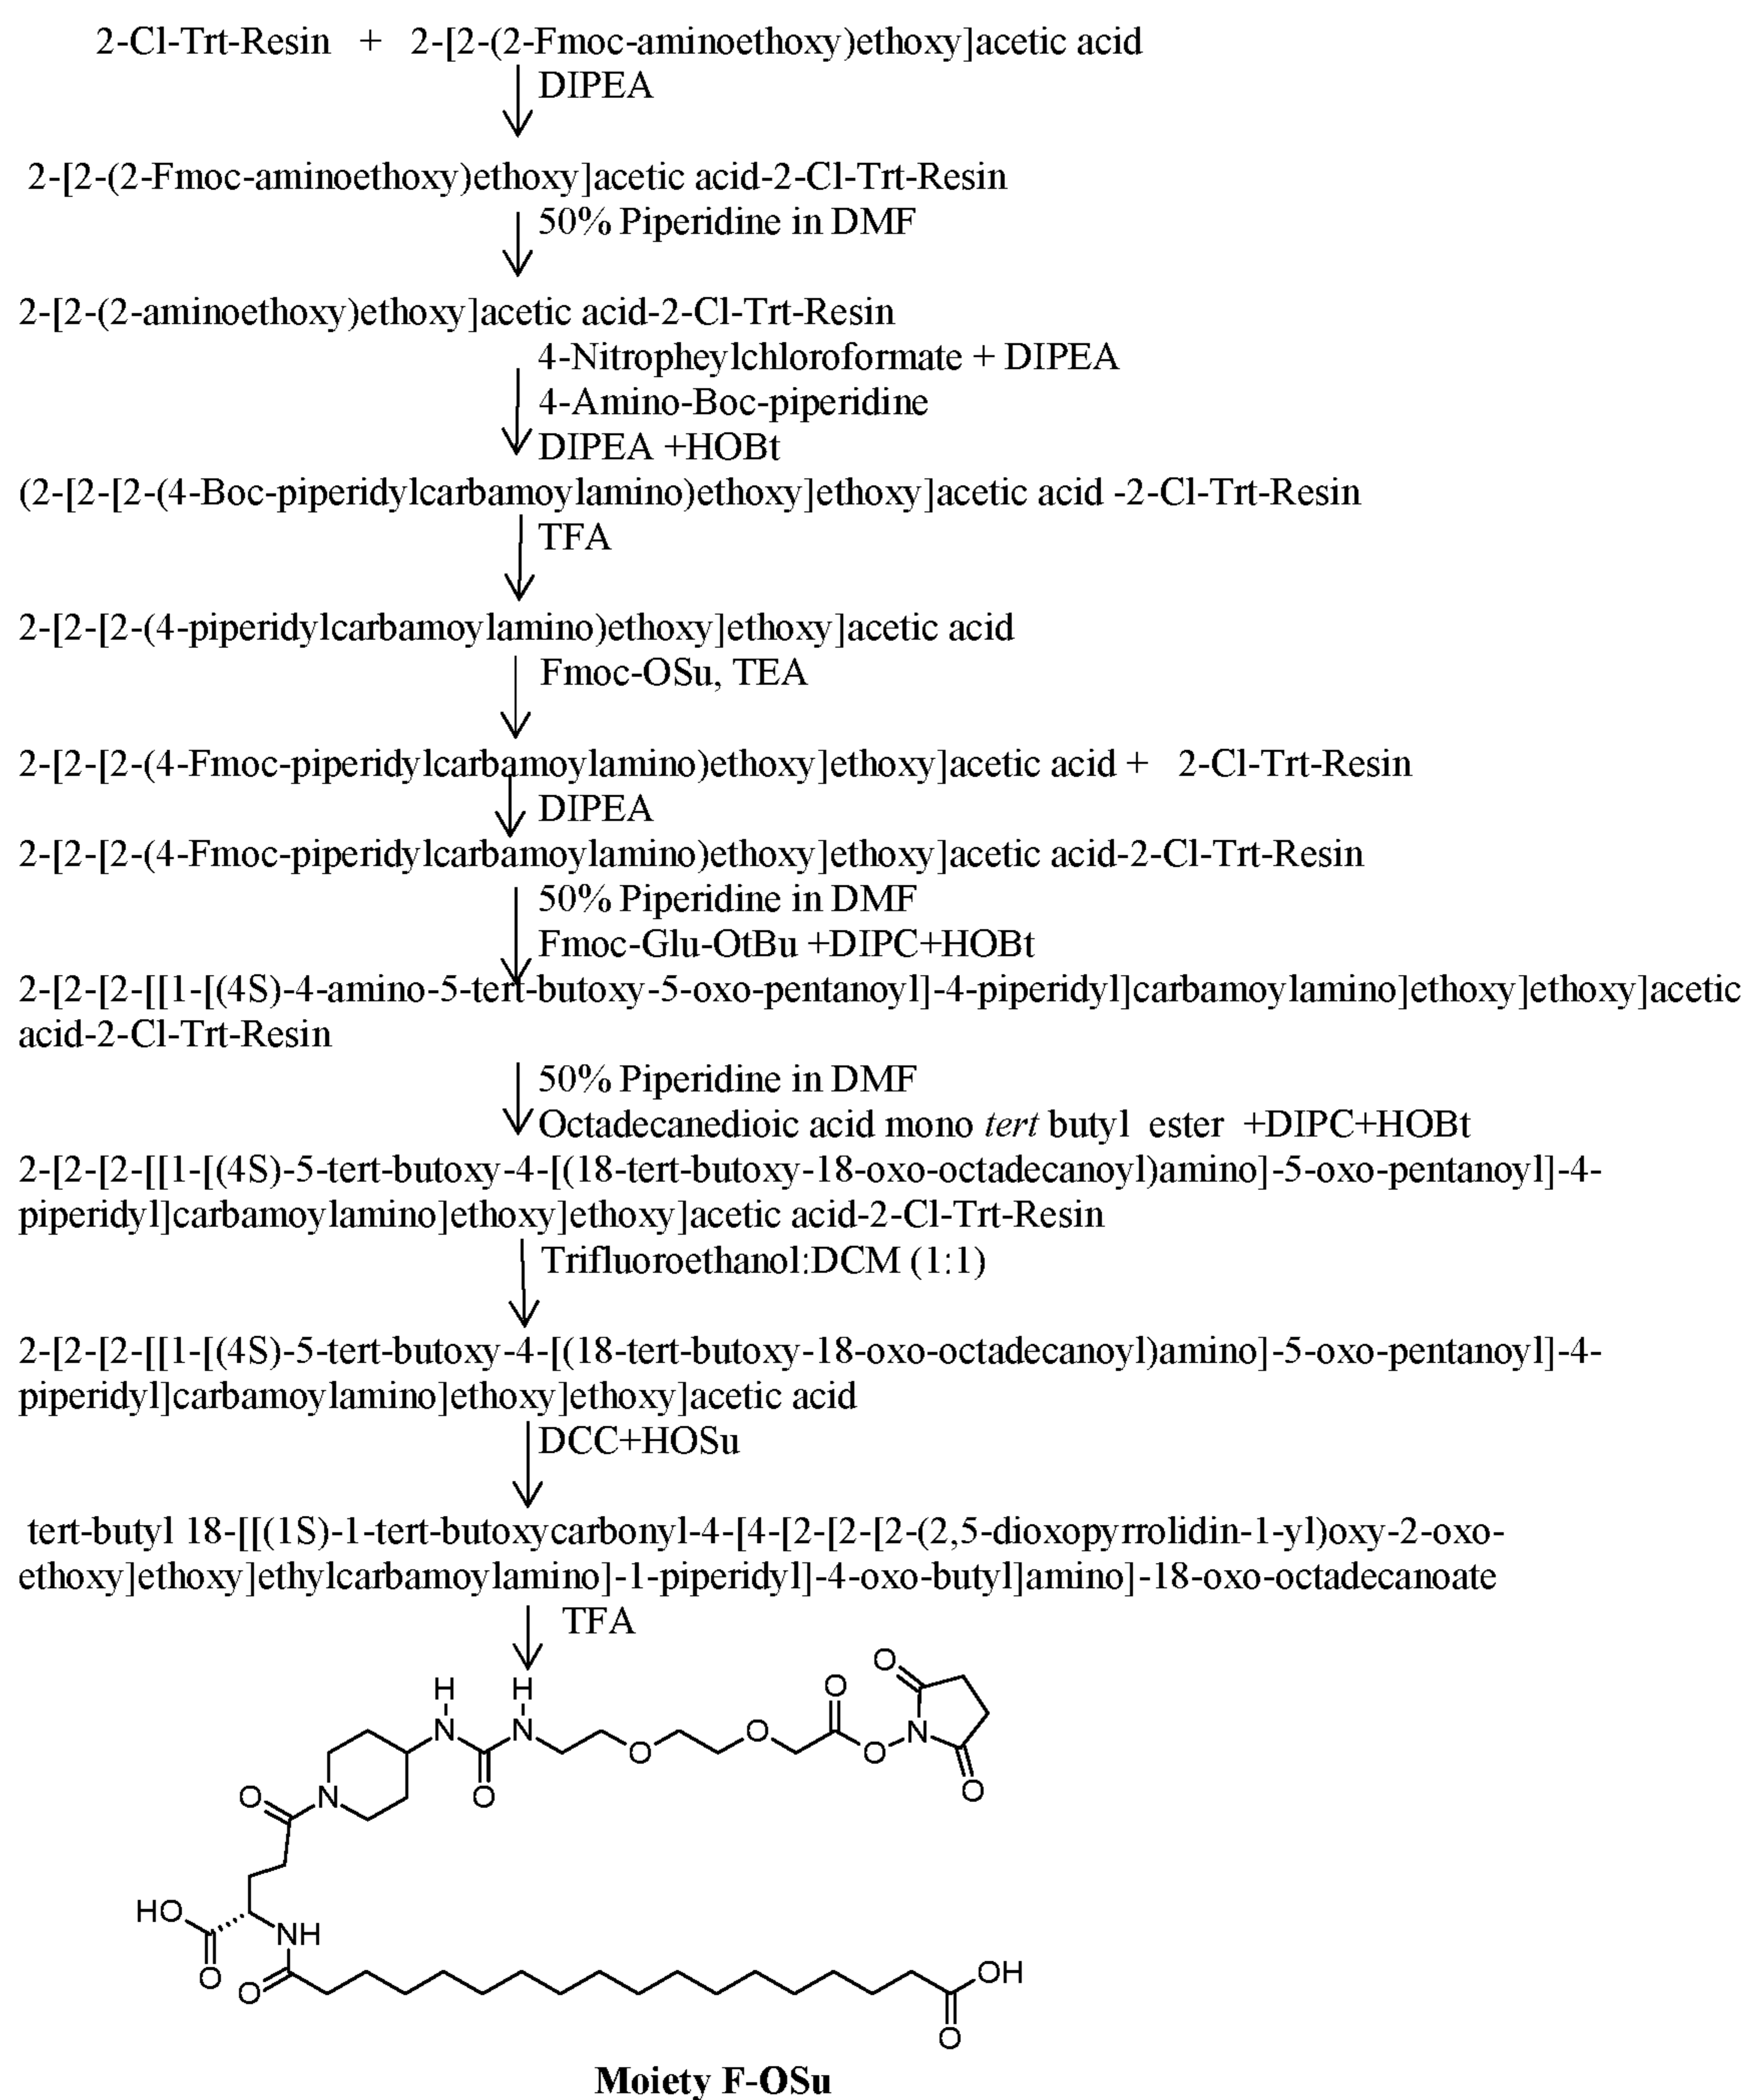 2-Cl-Trt-Resin + 2-[2-(2-Fmoc-aminoethoxy)ethoxy]acetic acid
DIPEA
2-[2-(2-Fmoc-aminoethoxy)ethoxy]acetic acid-2-Cl-Trt-Resin
50% Piperidine in DMF
2-[2-(2-aminoethoxy)ethoxy]acetic acid-2-Cl-Trt-Resin
4-Nitropheylchloroformate + DIPEA
4-Amino-Boc-piperidine
DIPEA +HOBt
(2-[2-[2-(4-Boc-piperidylcarbamoylamino)ethoxy]ethoxy]acetic acid -2-Cl-Trt-Resin
TFA
2-[2-[2-(4-piperidylcarbamoylamino)ethoxy]ethoxy]acetic acid
Fmoc-OSu, TEA
2-[2-[2-(4-Fmoc-piperidylcarbamoylamino)ethoxy]ethoxy]acetic acid + 2-Cl-Trt-Resin
DIPEA
2-[2-[2-(4-Fmoc-piperidylcarbamoylamino)ethoxy]ethoxy]acetic acid-2-Cl-Trt-Resin
50% Piperidine in DMF
Fmoc-Glu-OtBu +DIPC+HOBt
2-[2-[2-[[1-[(4S)-4-amino-5-tert-butoxy-5-oxo-pentanoyl]-4-piperidyl]carbamoylamino]ethoxy]ethoxy]acetic
acid-2-Cl-Trt-Resin
50% Piperidine in DMF
Octadecanedioic acid mono tert butyl ester +DIPC+HOBt
2-[2-[2-[[1-[(4S)-5-tert-butoxy-4-[(18-tert-butoxy-18-oxo-octadecanoyl)amino]-5-oxo-pentanoyl]-4-
piperidyl]carbamoylamino]ethoxy]ethoxy]acetic acid-2-Cl-Trt-Resin
Trifluoroethanol:DCM (1:1)
2-[2-[2-[[1-[(4S)-5-tert-butoxy-4-[(18-tert-butoxy-18-oxo-octadecanoyl)amino]-5-oxo-pentanoyl]-4-
piperidyl]carbamoylamino]ethoxy]ethoxy]acetic acid
DCC+HOSu
tert-butyl 18-[[(1S)-1-tert-butoxycarbonyl-4-[4-[2-[2-[2-(2,5-dioxopyrrolidin-1-yl)oxy-2-oxo-
ethoxy]ethoxy]ethylcarbamoylamino]-1-piperidyl]-4-oxo-butyl]amino]-18-oxo-octadecanoate
TFA
O
H H O
N N O N
O O
O N O O
HO
NH
O O OH
O
Moiety F-OSu